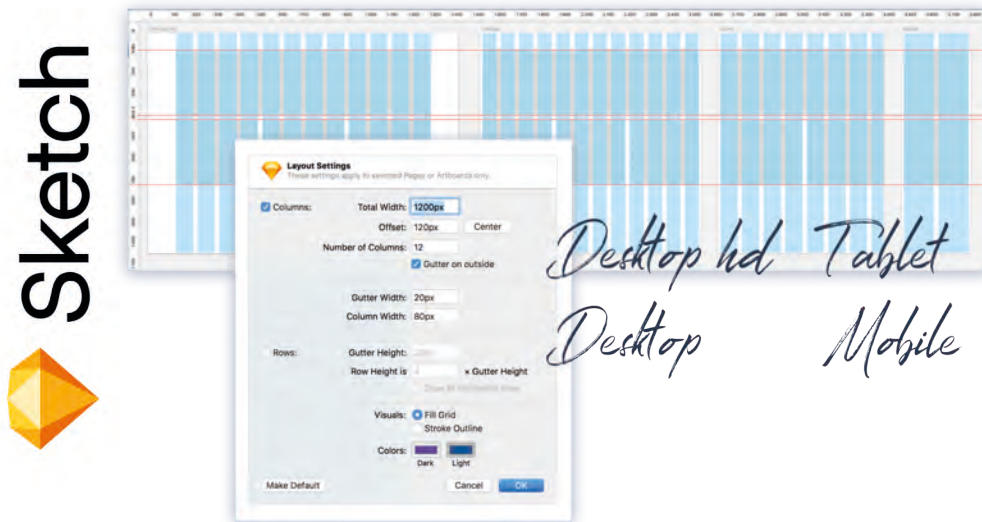 Sketch
Layout Settings
These settings apply to selected Pages or Artboards only.
Columns:
Total Width: 1200px
Offset: 120px Center
Number of Columns: 12
Gutter on outside
Gutter Width: 20px
Column Width: 80px
Rows:
Gutter Height:
Row Height is
× Gutter Height
Visuals: Fill Grid
Stroke Outline
Colors:
Dark Light
Make Default Cancel OK
Desktop hd Tablet
Desktop Mobile